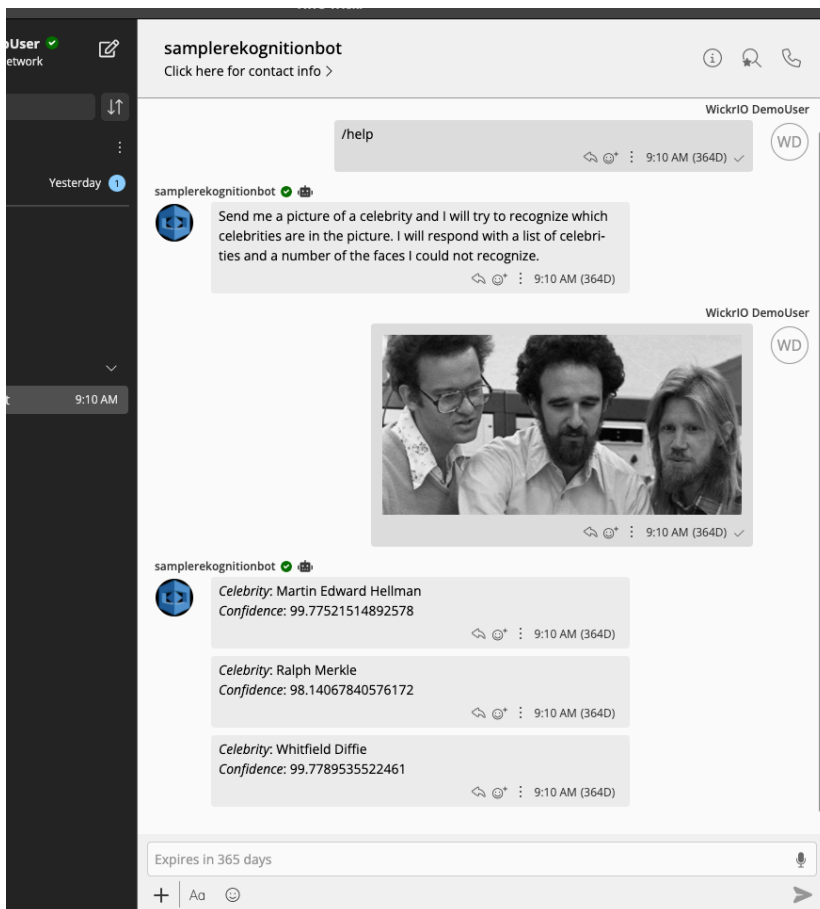 oUser
etwork
Yesterday 1
t 9:10 AM
samplerekognitionbot
Click here for contact info >
WickrIO DemoUser
WD
/help
9:10 AM (364D)
samplerekognitionbot
Send me a picture of a celebrity and I will try to recognize which
celebrities are in the picture. I will respond with a list of celebri-
ties and a number of the faces I could not recognize.
9:10 AM (364D)
WickrIO DemoUser
WD
9:10 AM (364D)
samplerekognitionbot
Celebrity: Martin Edward Hellman
Confidence: 99.77521514892578
9:10 AM (364D)
Celebrity: Ralph Merkle
Confidence: 98.14067840576172
9:10 AM (364D)
Celebrity: Whitfield Diffie
Confidence: 99.7789535522461
9:10 AM (364D)
Expires in 365 days
Aa